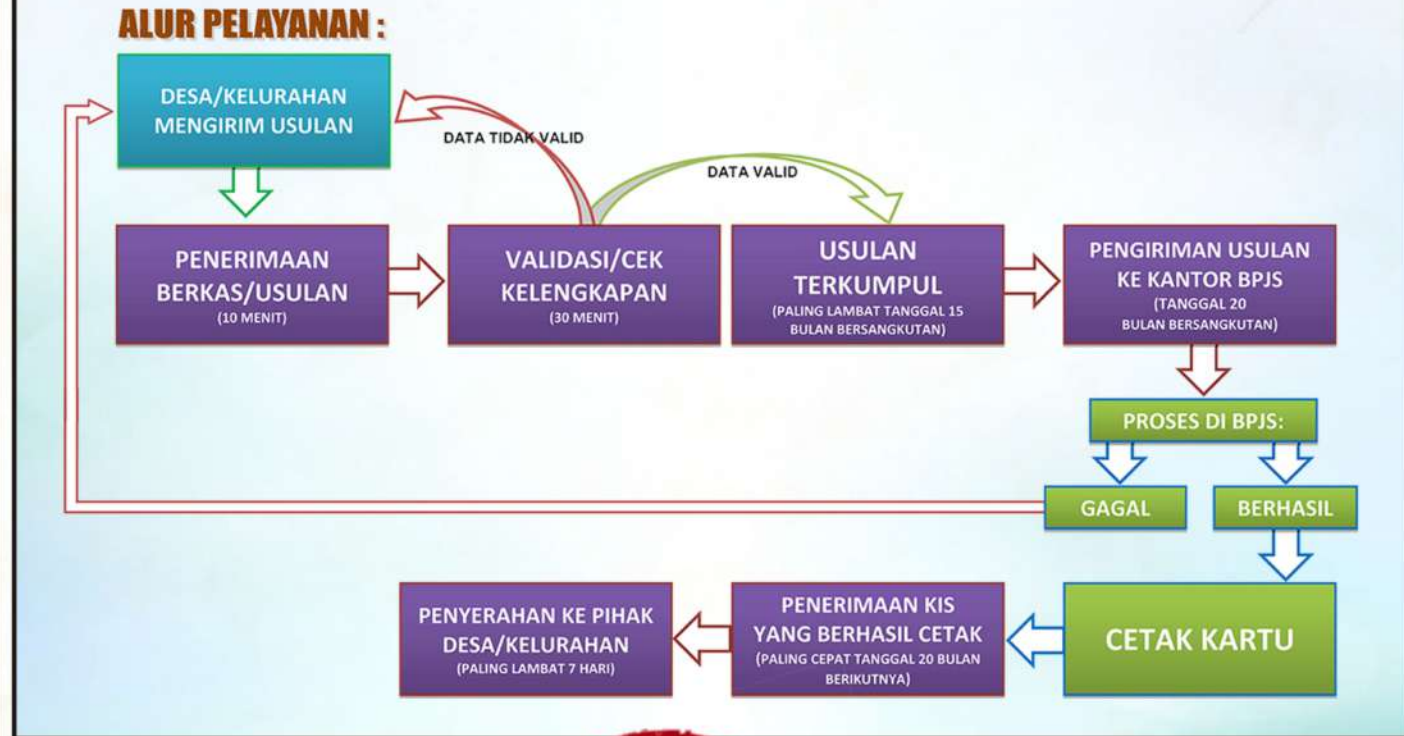 ALUR PELAYANAN :
DESA/KELURAHAN
MENGIRIM USULAN
DATA TIDAK VALID
DATA VALID
PENERIMAAN
BERKAS/USULAN
(10 MENIT)
VALIDASI/CEK
KELENGKAPAN
(30 MENIT)
USULAN
TERKUMPUL
(PALING LAMBAT TANGGAL 15
BULAN BERSANGKUTAN)
PENGIRIMAN USULAN
KE KANTOR BPJS
(TANGGAL 20
BULAN BERSANGKUTAN)
PROSES DI BPJS:
GAGAL
BERHASIL
CETAK KARTU
PENERIMAAN KIS
YANG BERHASIL CETAK
(PALING CEPAT TANGGAL 20 BULAN
BERIKUTNYA)
PENYERAHAN KE PIHAK
DESA/KELURAHAN
(PALING LAMBAT 7 HARI)